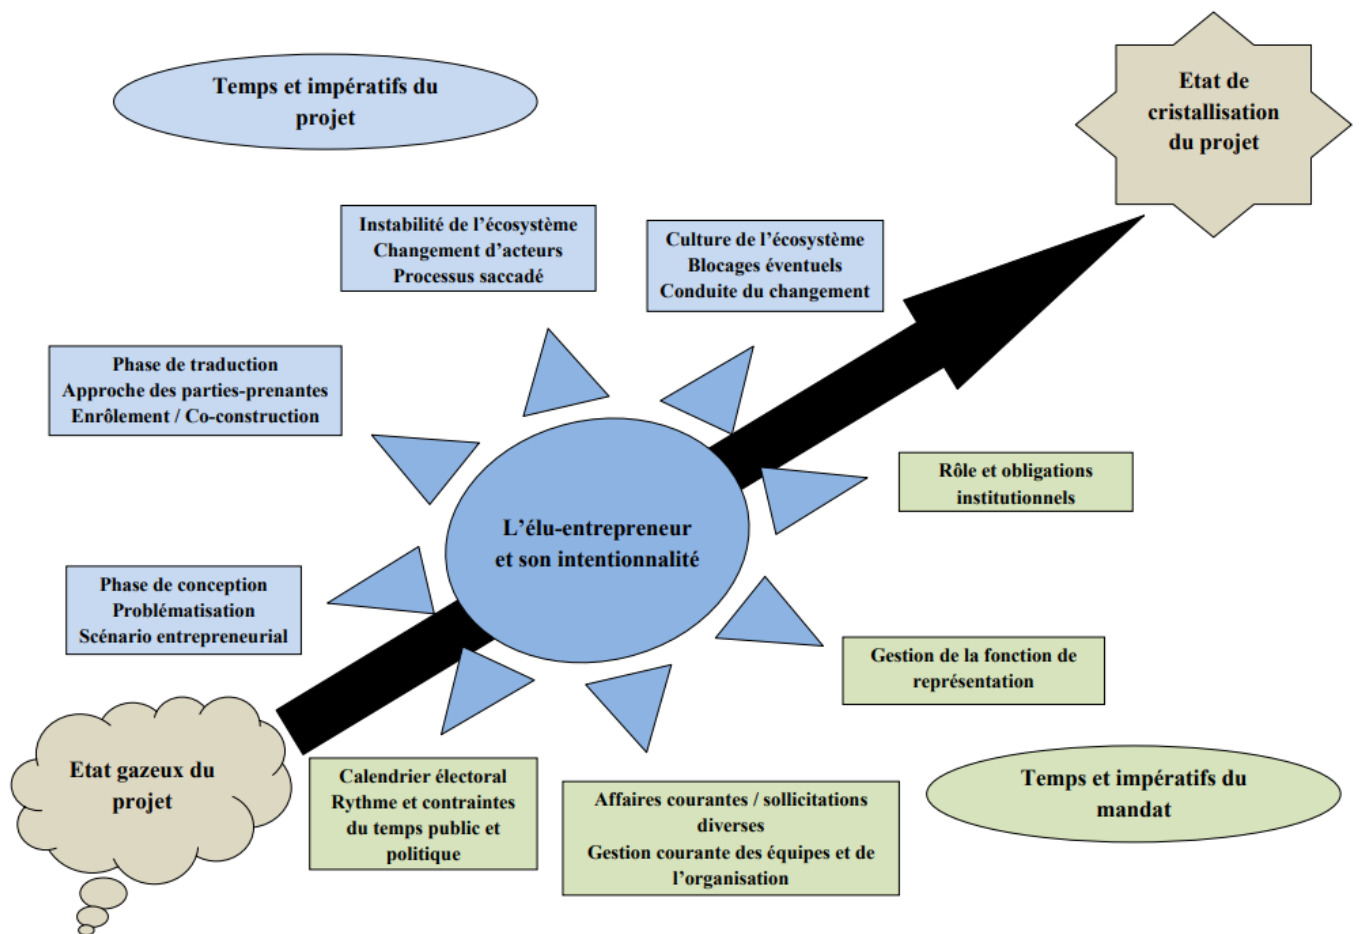 Temps et impératifs du
projet
Etat de
cristallisation
du projet
Instabilité de l’écosystème
Changement d’acteurs
Processus saccadé
Culture de l’écosystème
Blocages éventuels
Conduite du changement
Phase de traduction
Approche des parties-prenantes
Enrôlement / Co-construction
Rôle et obligations
institutionnels
L’élu-entrepreneur
et son intentionnalité
Phase de conception
Problématisation
Scénario entrepreneurial
Gestion de la fonction de
représentation
Etat gazeux du
projet
Calendrier électoral
Rythme et contraintes
du temps public et
politique
Affaires courantes / sollicitations
diverses
Gestion courante des équipes et de
l’organisation
Temps et impératifs du
mandat